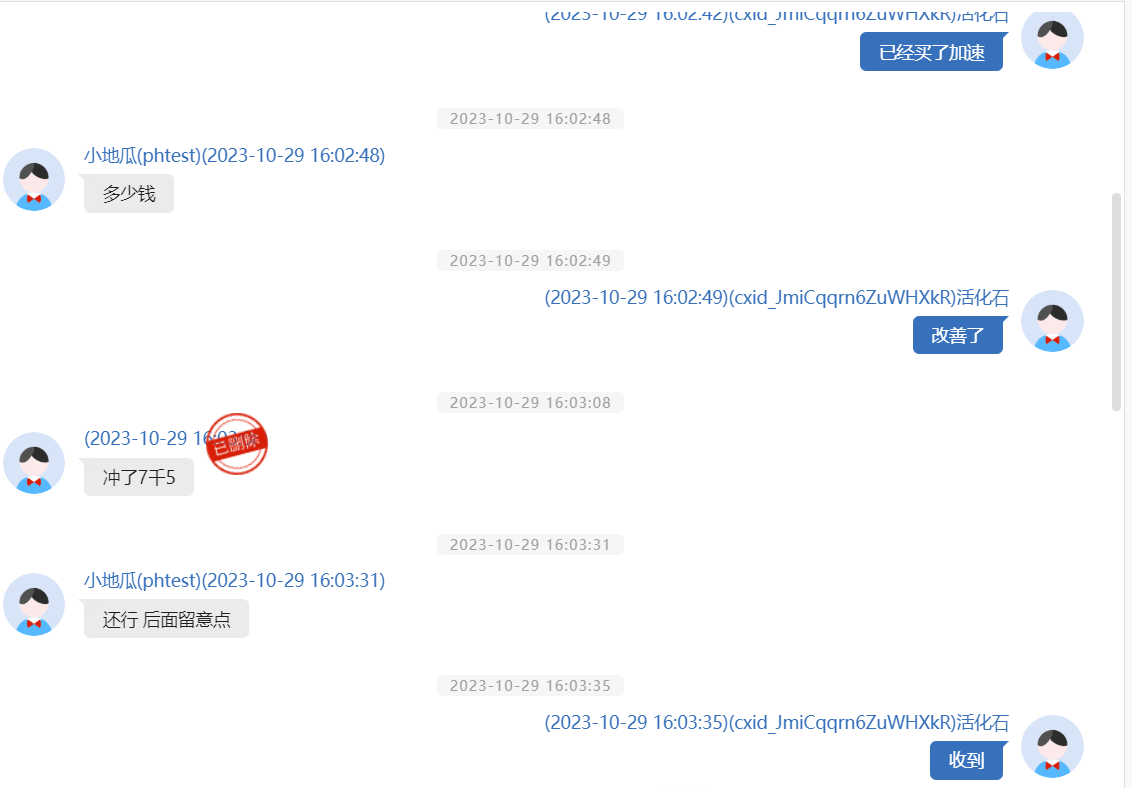 (2023-10-29 16:02:42)(cxid_JmiCqqrn6ZuWHXkR)活化石
已经买了加速
2023-10-29 16:02:48
小地瓜(phtest)(2023-10-29 16:02:48)
多少钱
2023-10-29 16:02:49
(2023-10-29 16:02:49)(cxid_JmiCqqrn6ZuWHXkR)活化石
改善了
2023-10-29 16:03:08
(2023-10-29 16:03
已删除
冲了7千5
2023-10-29 16:03:31
小地瓜(phtest)(2023-10-29 16:03:31)
还行 后面留意点
2023-10-29 16:03:35
(2023-10-29 16:03:35)(cxid_JmiCqqrn6ZuWHXkR)活化石
收到